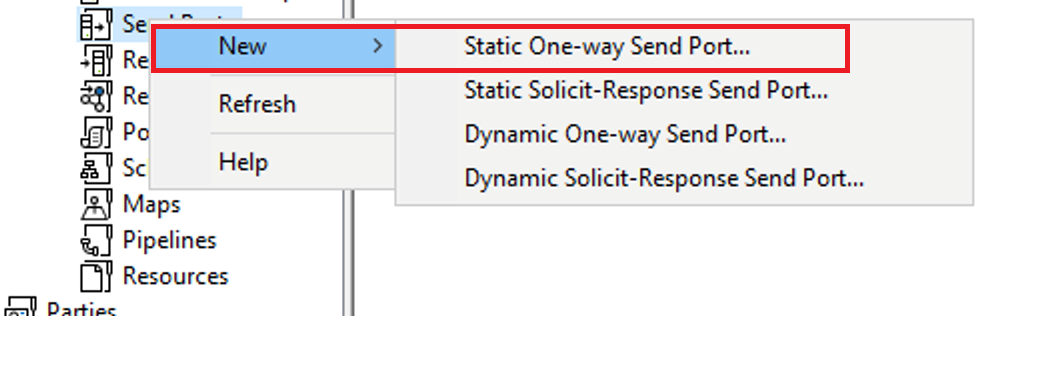 New
Static One-way Send Port...
Static Solicit-Response Send Port...
Refresh
Dynamic One-way Send Port...
Help
Dynamic Solicit-Response Send Port...
Maps
Pipelines
Resources
Parties